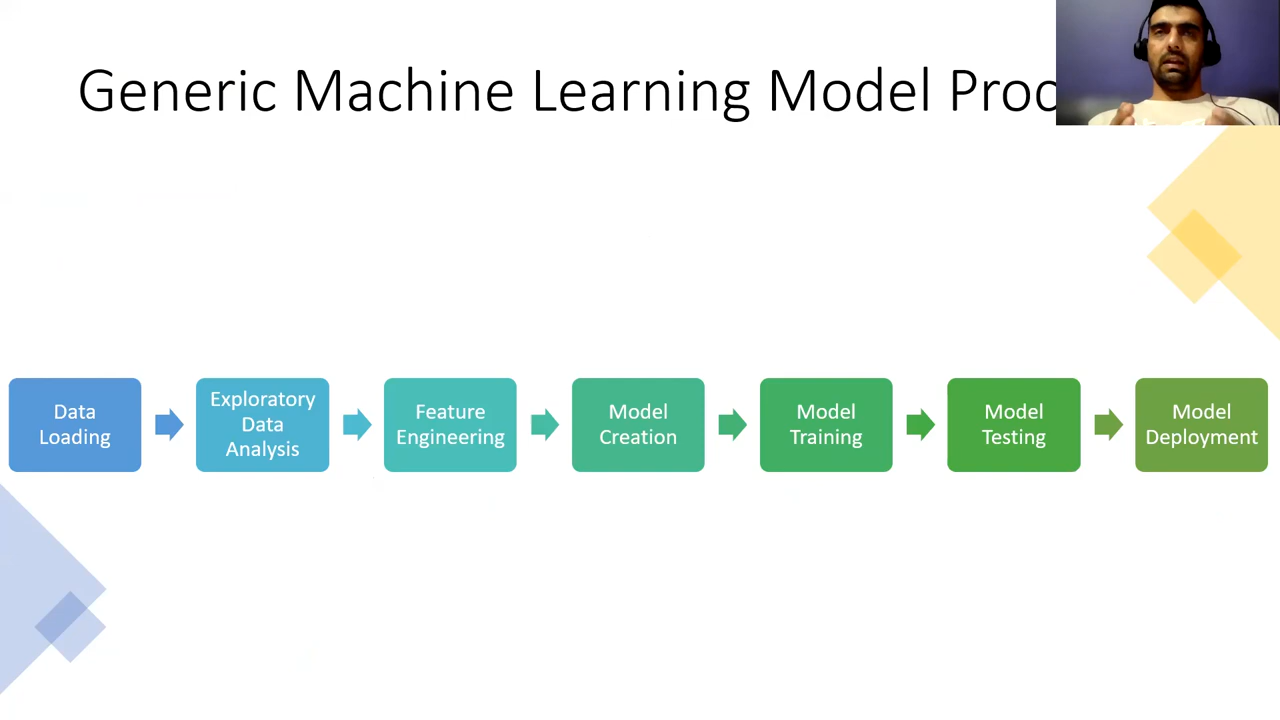 Generic Machine Learning Model
Data
Loading
Exploratory
Data
Analysis
Feature
Engineering
Model
Creation
Model
Training
Model
Testing
Model
Deployment